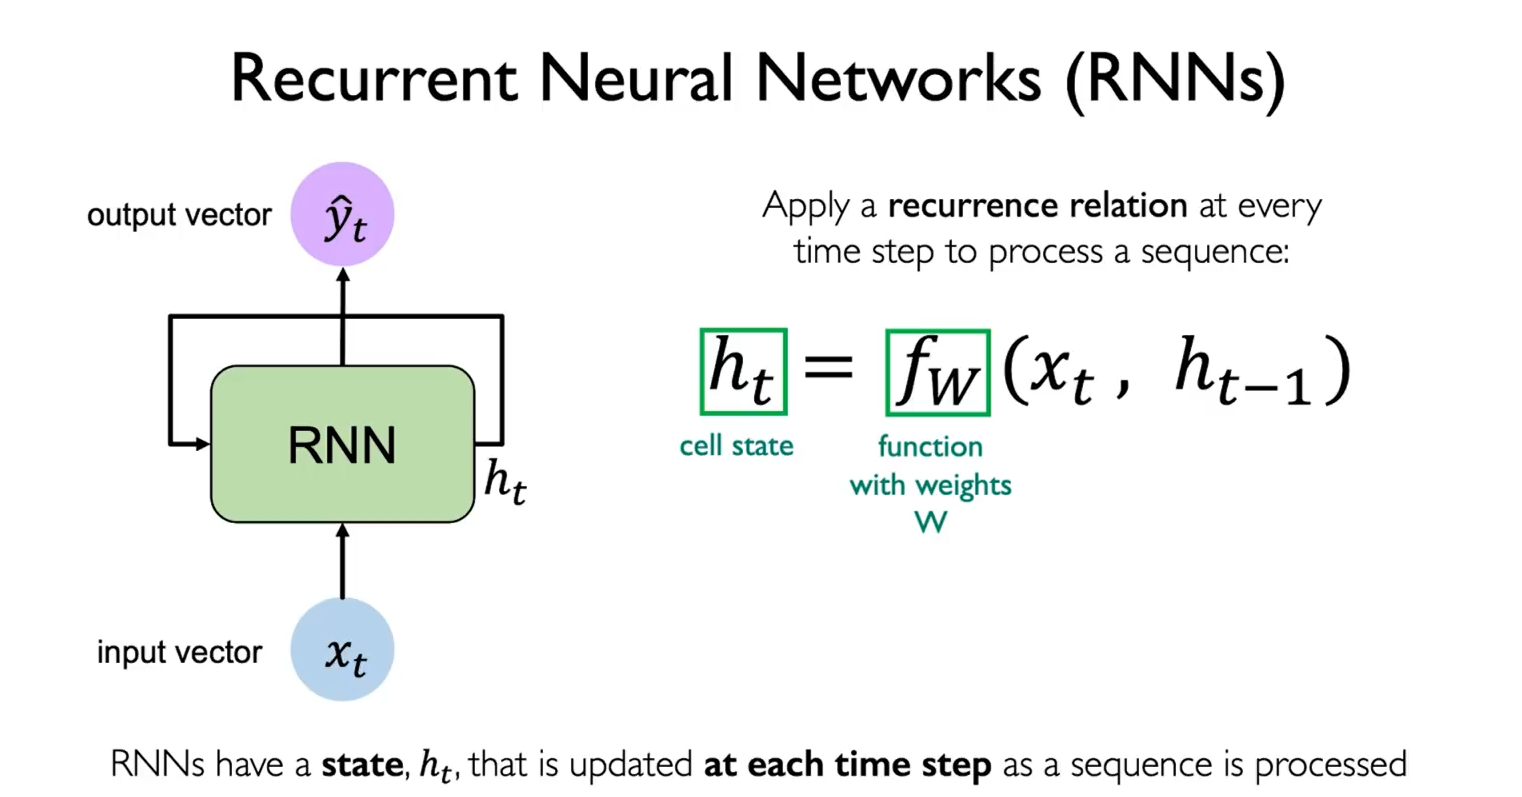 Recurrent Neural Networks (RNNs)
output vector
ŷₜ
RNN
hₜ
input vector
xₜ
Apply a recurrence relation at every
time step to process a sequence:
hₜ = f_W(xₜ , hₜ₋₁)
cell state
function
with weights
W
RNNs have a state, hₜ, that is updated at each time step as a sequence is processed